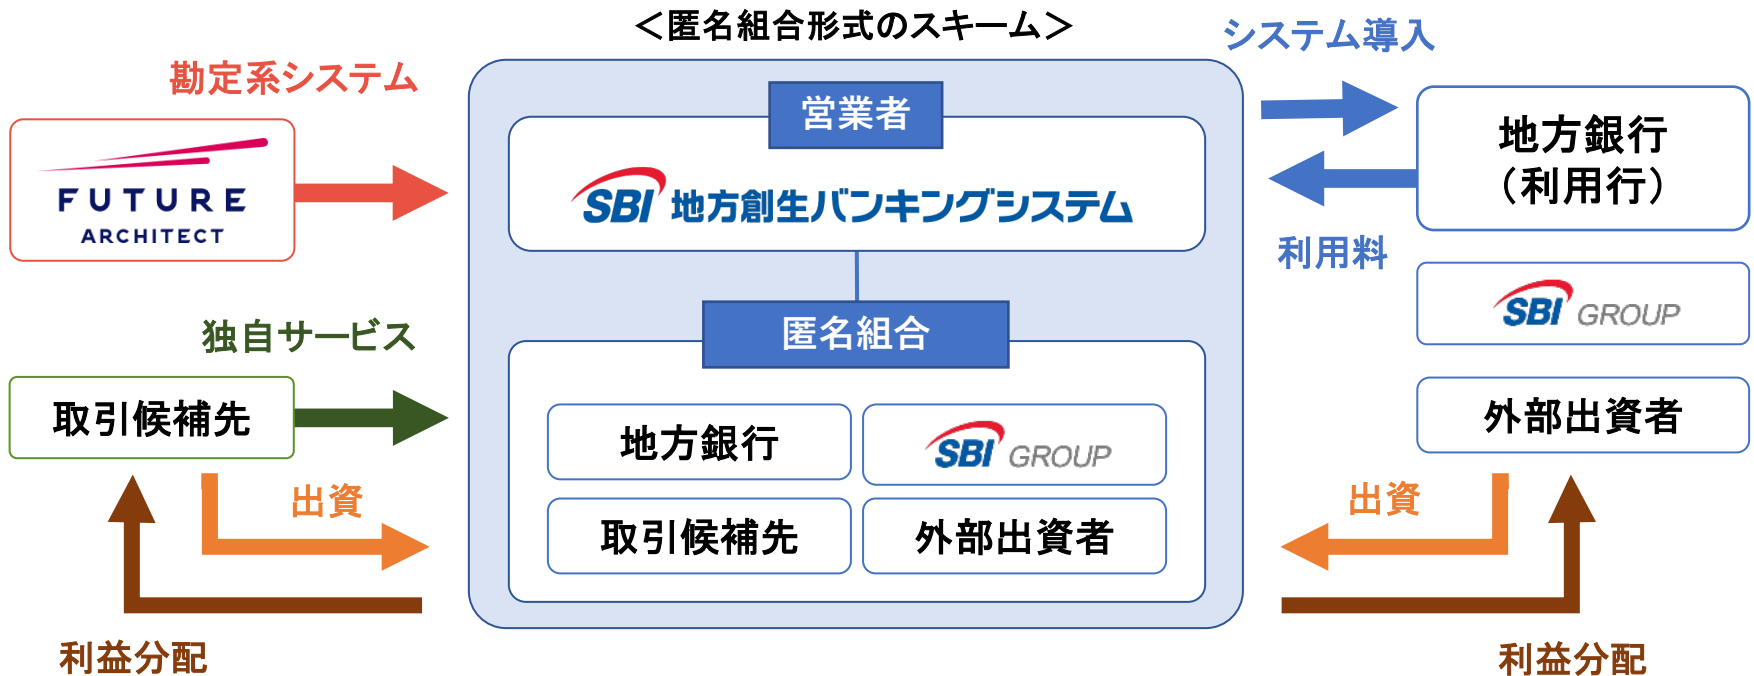 ＜匿名組合形式のスキーム＞
勘定系システム
FUTURE
ARCHITECT
独自サービス
取引候補先
出資
利益分配
営業者
SBI 地方創生バンキングシステム
匿名組合
地方銀行
SBI GROUP
取引候補先
外部出資者
システム導入
地方銀行
（利用行）
利用料
SBI GROUP
外部出資者
出資
利益分配